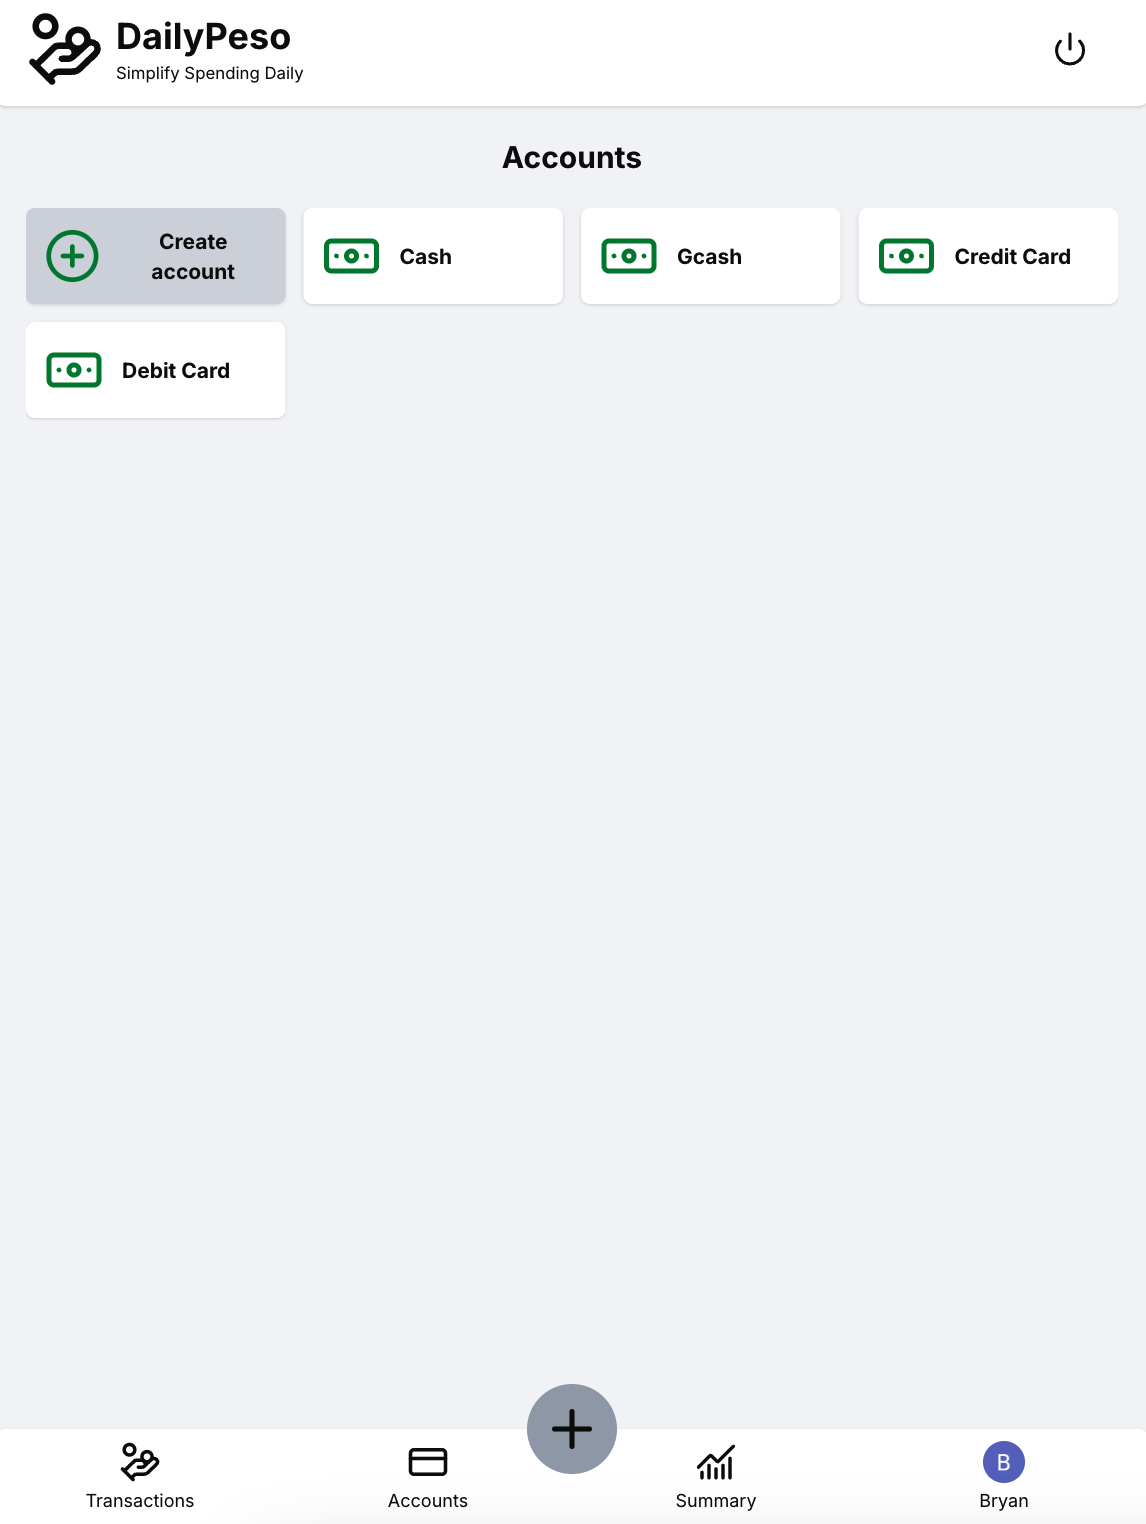 DailyPeso
Simplify Spending Daily
Accounts
Create
account
Cash
Gcash
Credit Card
Debit Card
Transactions
Accounts
Summary
B
Bryan